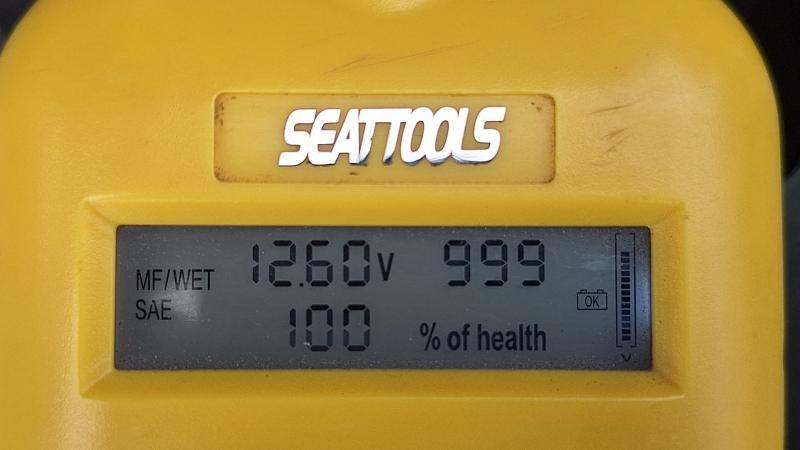 SEATTOOLS
MF/WET 12.60v 999
SAE 100 % of health
OK
v